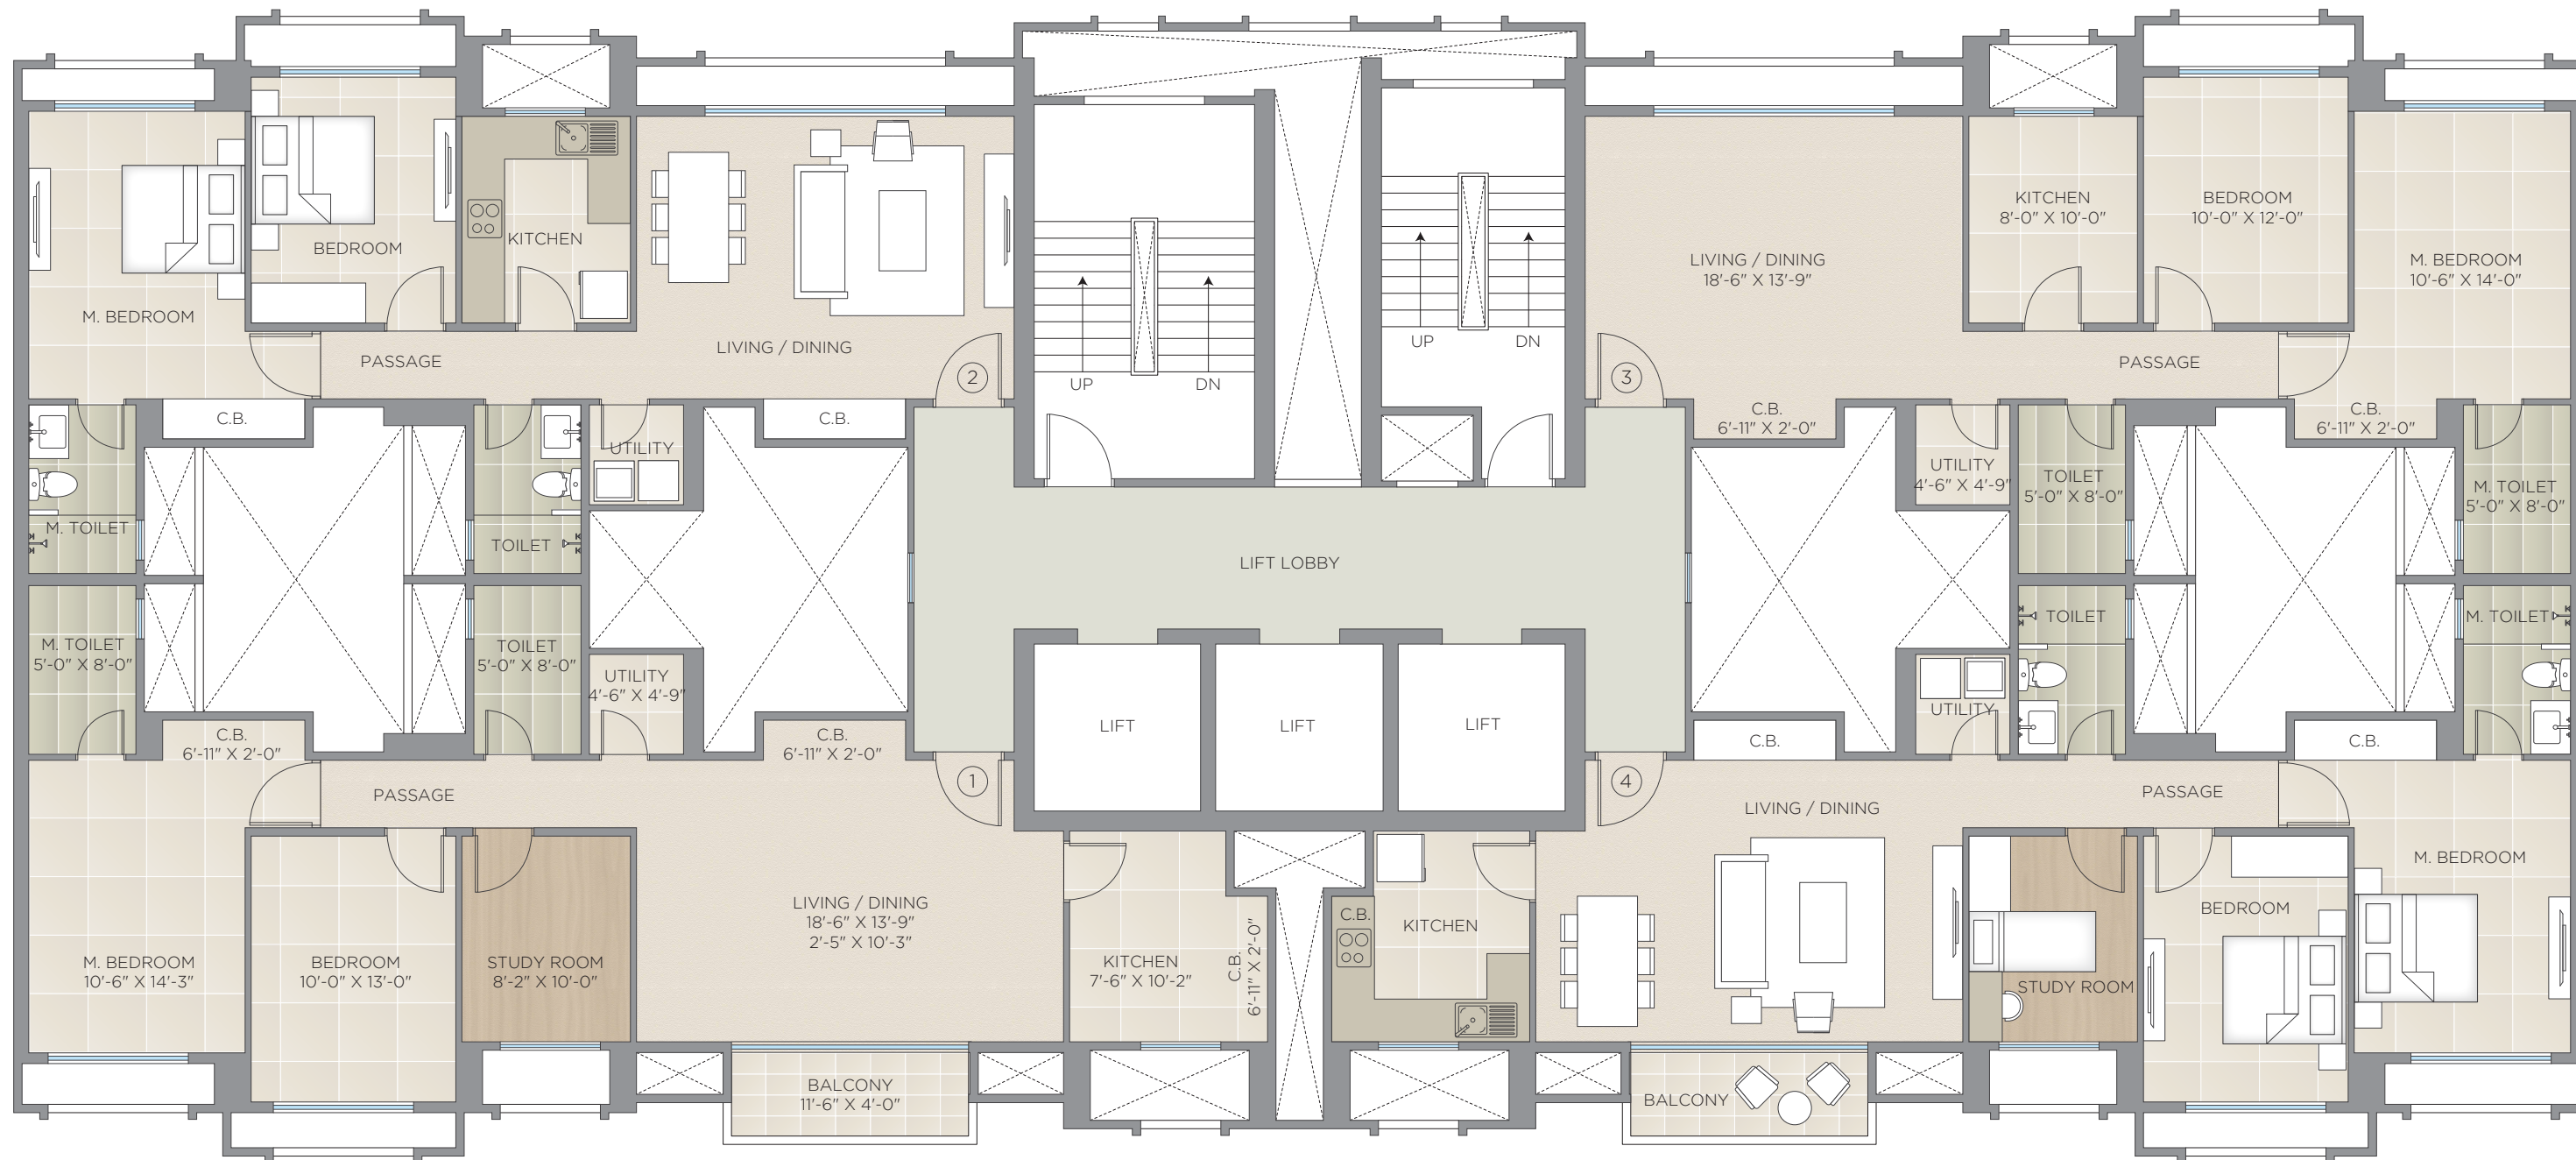 M. BEDROOM
BEDROOM
KITCHEN
LIVING / DINING
PASSAGE
2
C.B.
C.B.
UTILITY
M. TOILET
TOILET
UP
DN
UP
DN
LIVING / DINING
18'-6" X 13'-9"
KITCHEN
8'-0" X 10'-0"
BEDROOM
10'-0" X 12'-0"
M. BEDROOM
10'-6" X 14'-0"
3
PASSAGE
C.B.
6'-11" X 2'-0"
C.B.
6'-11" X 2'-0"
UTILITY
4'-6" X 4'-9"
TOILET
5'-0" X 8'-0"
M. TOILET
5'-0" X 8'-0"
LIFT LOBBY
LIFT
LIFT
LIFT
M. TOILET
5'-0" X 8'-0"
TOILET
5'-0" X 8'-0"
UTILITY
4'-6" X 4'-9"
C.B.
6'-11" X 2'-0"
C.B.
6'-11" X 2'-0"
1
PASSAGE
M. BEDROOM
10'-6" X 14'-3"
BEDROOM
10'-0" X 13'-0"
STUDY ROOM
8'-2" X 10'-0"
LIVING / DINING
18'-6" X 13'-9"
2'-5" X 10'-3"
KITCHEN
7'-6" X 10'-2"
C.B.
6'-11" X 2'-0"
BALCONY
11'-6" X 4'-0"
TOILET
M. TOILET
UTILITY
C.B.
C.B.
4
LIVING / DINING
PASSAGE
C.B.
KITCHEN
STUDY ROOM
BEDROOM
M. BEDROOM
BALCONY